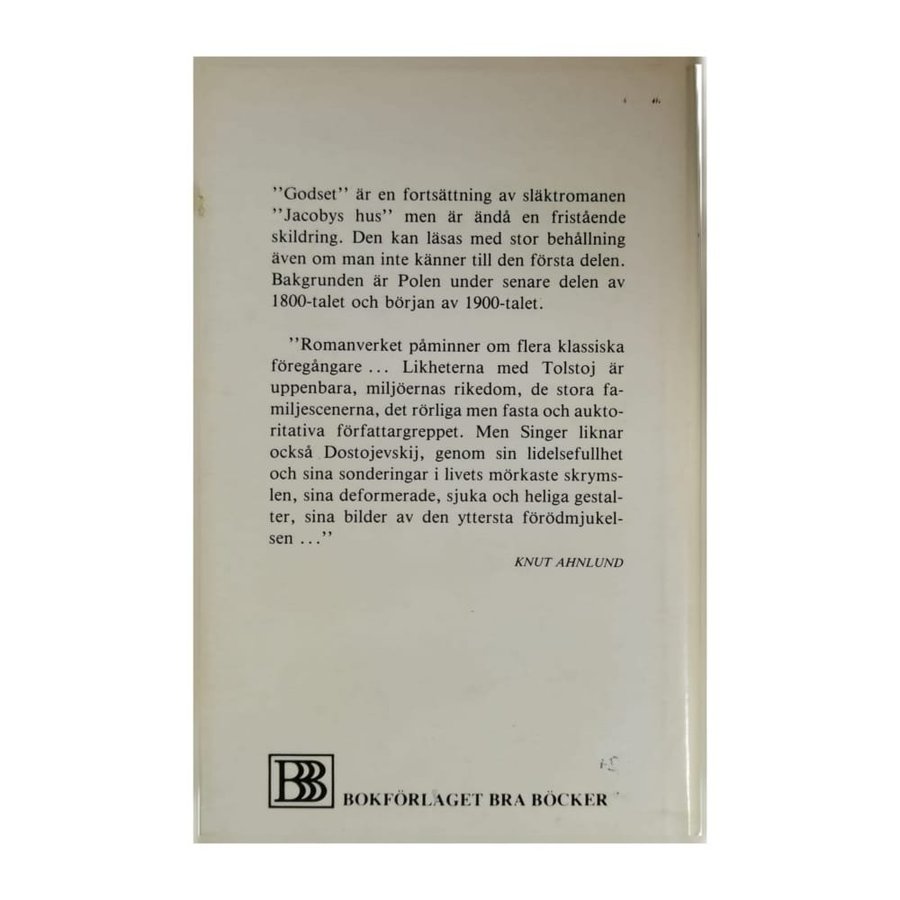 ”Godset” är en fortsättning av släktromanen
”Jacobys hus” men är ändå en fristående
skildring. Den kan läsas med stor behållning
även om man inte känner till den första delen.
Bakgrunden är Polen under senare delen av
1800-talet och början av 1900-talet.
”Romanverket påminner om flera klassiska
föregångare ... Likheterna med Tolstoj är
uppenbara, miljöernas rikedom, de stora fa-
miljescenerna, det rörliga men fasta och aukto-
ritativa författargreppet. Men Singer liknar
också Dostojevskij, genom sin lidelsefullhet
och sina sonderingar i livets mörkaste skryms-
len, sina deformerade, sjuka och heliga gestal-
ter, sina bilder av den yttersta förödmjukel-
sen ...”
KNUT AHNLUND
BBB
BOKFÖRLAGET BRA BÖCKER